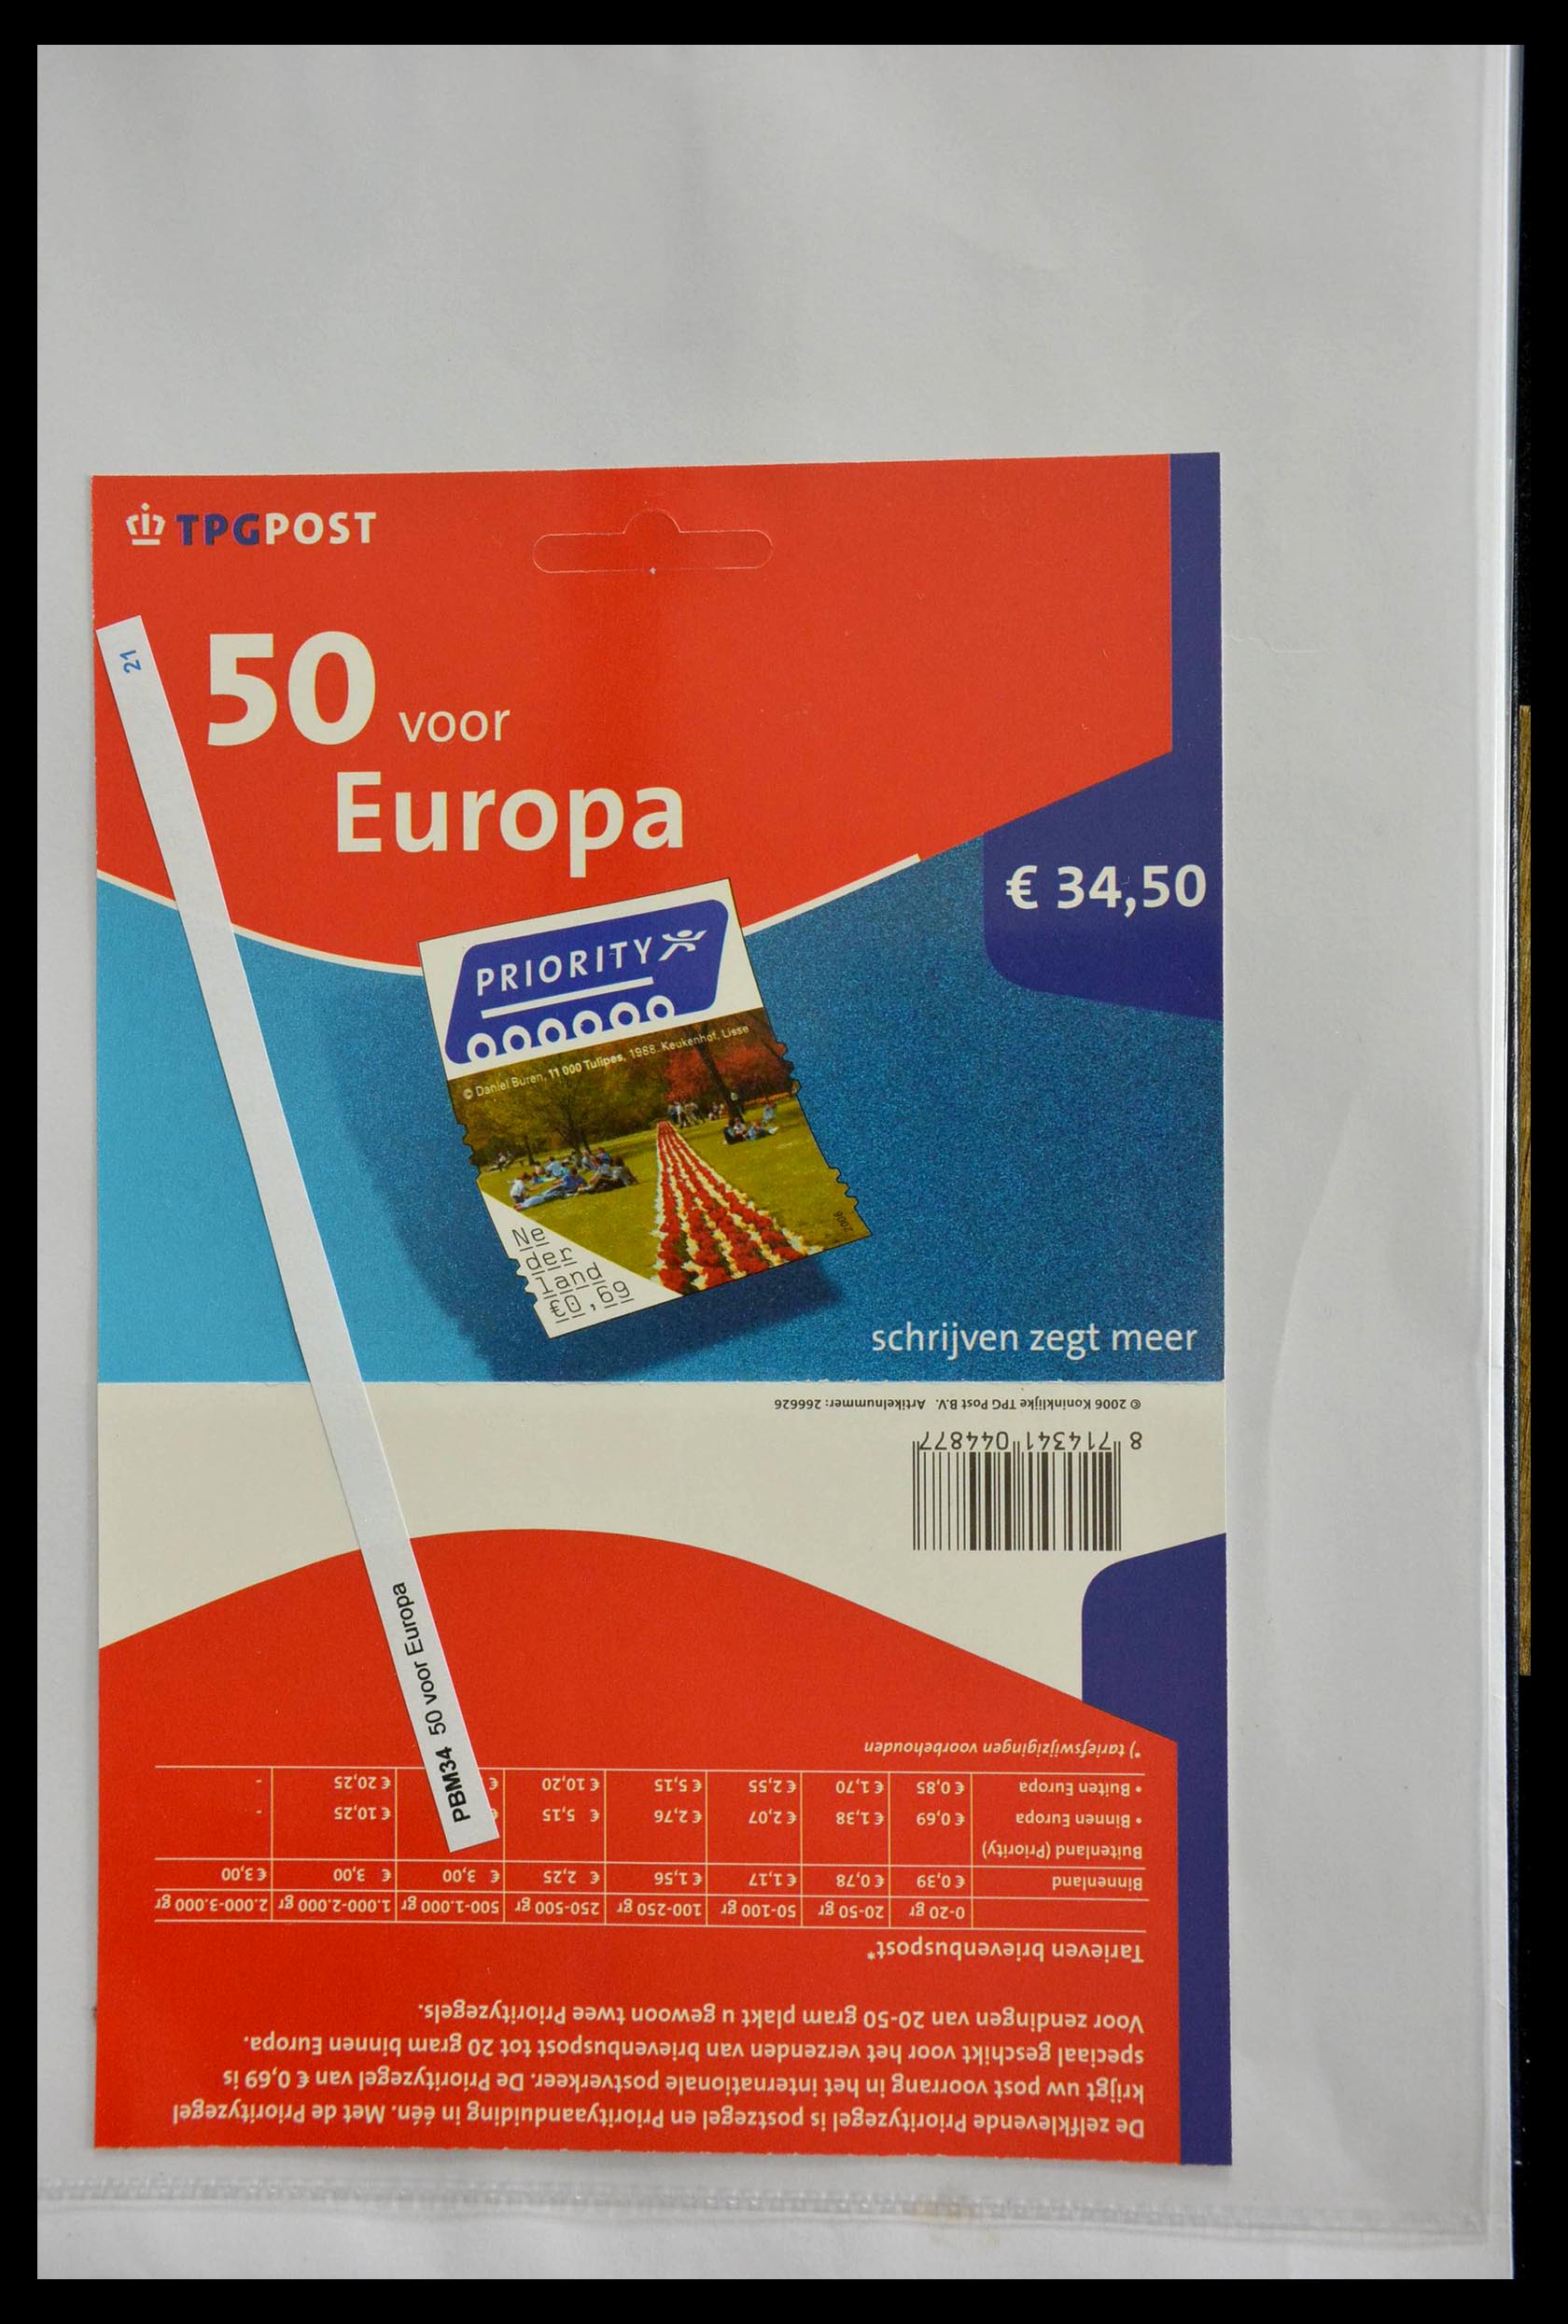 TPGPOST
21
50 voor
Europa
€ 34,50
PRIORITY
© Daniel Buren, 11 000 Tulipes, 1988. Keukenhof, Lisse
Ne
der
land
€0,69
2006
schrijven zegt meer
PBM34 50 voor Europa
De zelfklevende Priorityzegel is postzegel en Priorityaanduiding in één. Met de Priorityzegel
krijgt uw post voorrang in het internationale postverkeer. De Priorityzegel van € 0,69 is
speciaal geschikt voor het verzenden van brievenbuspost tot 20 gram binnen Europa.
Voor zendingen van 20-50 gram plakt u gewoon twee Priorityzegels.
Tarieven brievenbuspost*
0-20 gr 20-50 gr 50-100 gr 100-250 gr 250-500 gr 500-1.000 gr 1.000-2.000 gr 2.000-3.000 gr
Binnenland € 0,39 € 0,78 € 1,17 € 1,56 € 2,25 € 3,00 € 3,00 € 3,00
Buitenland (Priority)
• Binnen Europa € 0,69 € 1,38 € 2,07 € 2,76 € 5,15 € € 10,25 -
• Buiten Europa € 0,85 € 1,70 € 2,55 € 5,15 € 10,20 € € 20,25 -
*) tariefswijzigingen voorbehouden
8 714341 044877
© 2006 Koninklijke TPG Post B.V. Artikelnummer: 266626